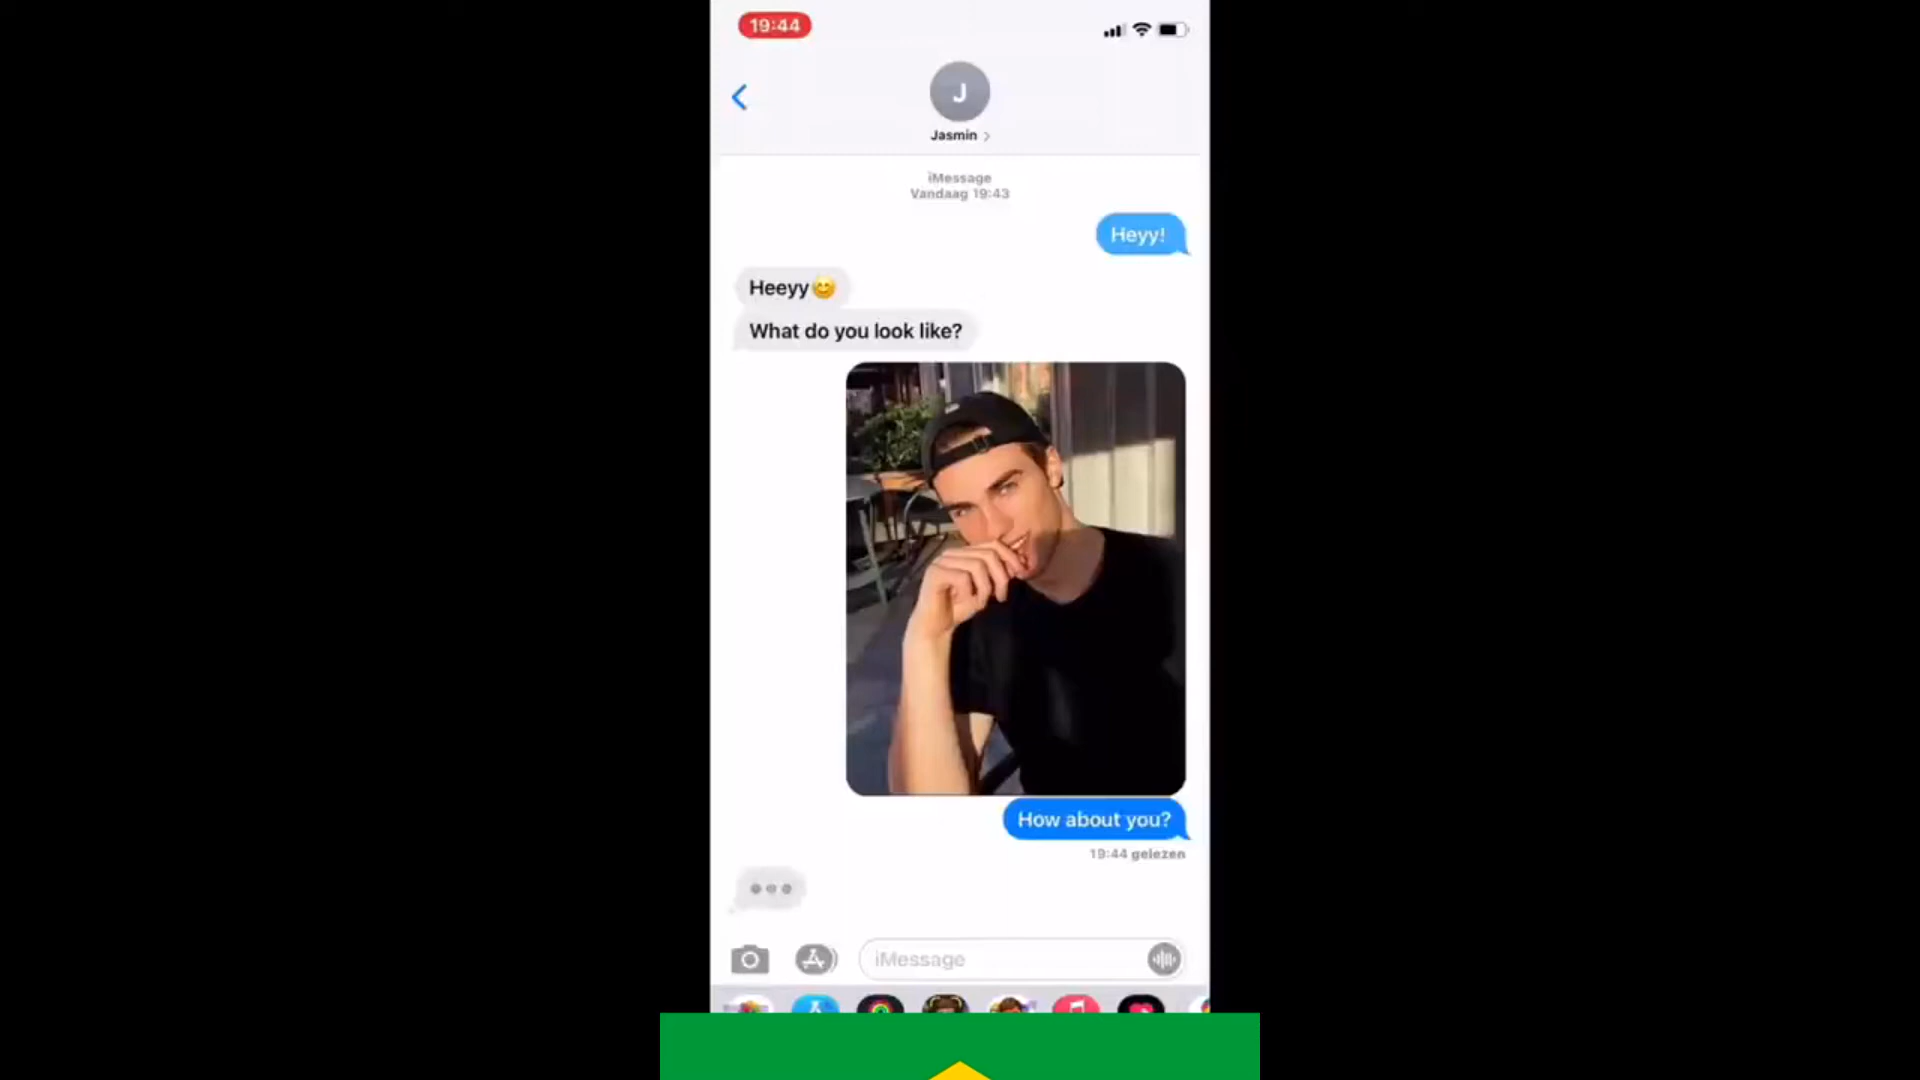 19:44
J
Jasmin
iMessage
Vandaag 19:43
Heyy!
Heeyy😊
What do you look like?
How about you?
19:44 gelezen
iMessage